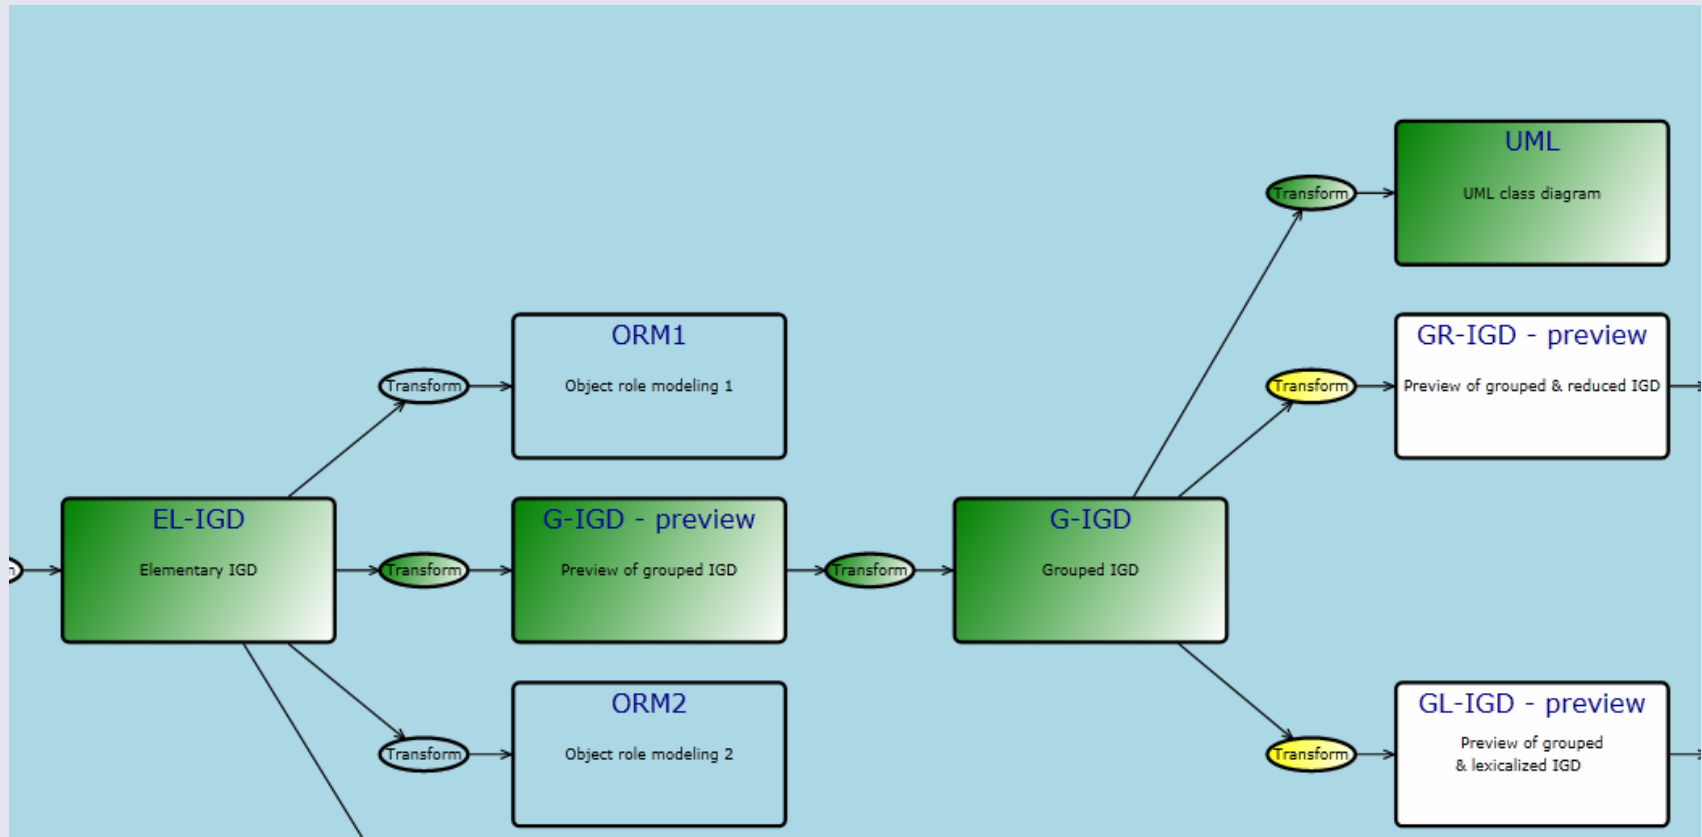 UML
Transform
UML class diagram
ORM1
GR-IGD - preview
Transform
Object role modeling 1
Transform
Preview of grouped & reduced IGD
EL-IGD
G-IGD - preview
G-IGD
Elementary IGD
Transform
Preview of grouped IGD
Transform
Grouped IGD
ORM2
GL-IGD - preview
Transform
Object role modeling 2
Transform
Preview of grouped
& lexicalized IGD